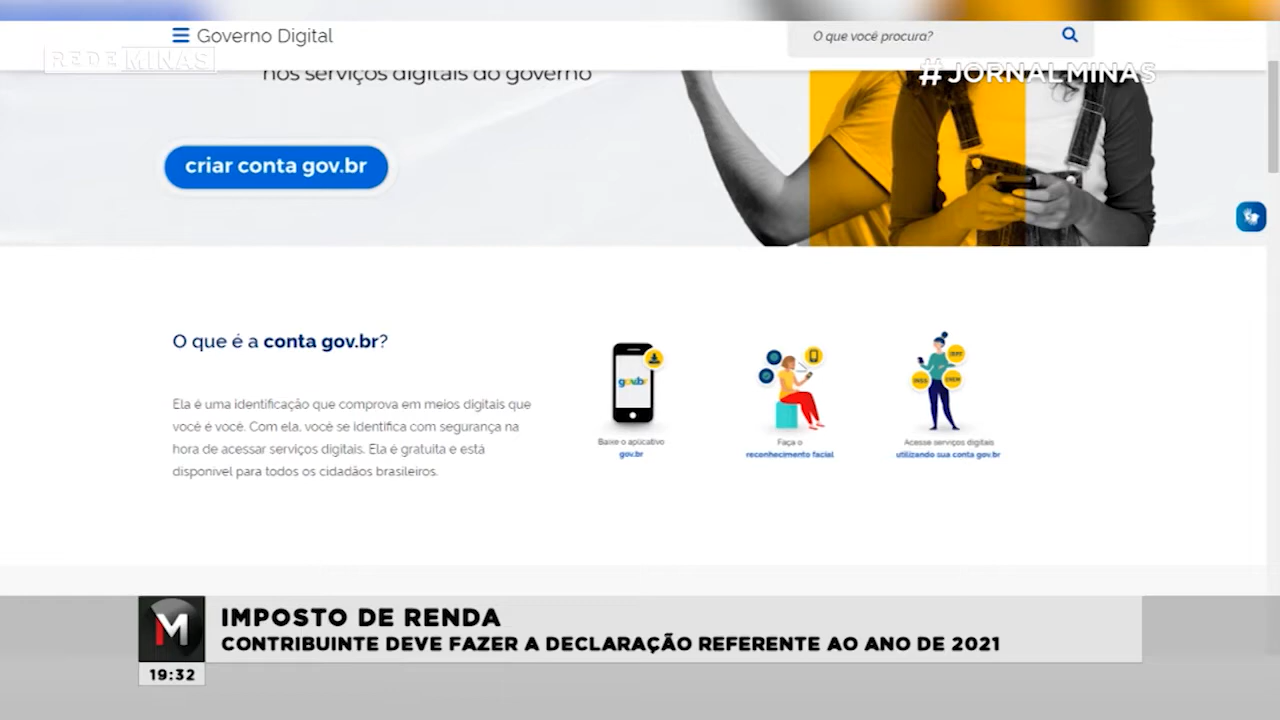 Governo Digital
O que você procura?
REDE MINAS
#JORNALMINAS
nos serviços digitais do governo
criar conta gov.br
O que é a conta gov.br?
Ela é uma identificação que comprova em meios digitais que
você é você. Com ela, você se identifica com segurança na
hora de acessar serviços digitais. Ela é gratuita e está
disponível para todos os cidadãos brasileiros.
gov.br
Baixe o aplicativo
gov.br
Faça o
reconhecimento facial
INSS
ENEM
Acesse serviços digitais
utilizando sua conta gov.br
M
IMPOSTO DE RENDA
CONTRIBUINTE DEVE FAZER A DECLARAÇÃO REFERENTE AO ANO DE 2021
19:32